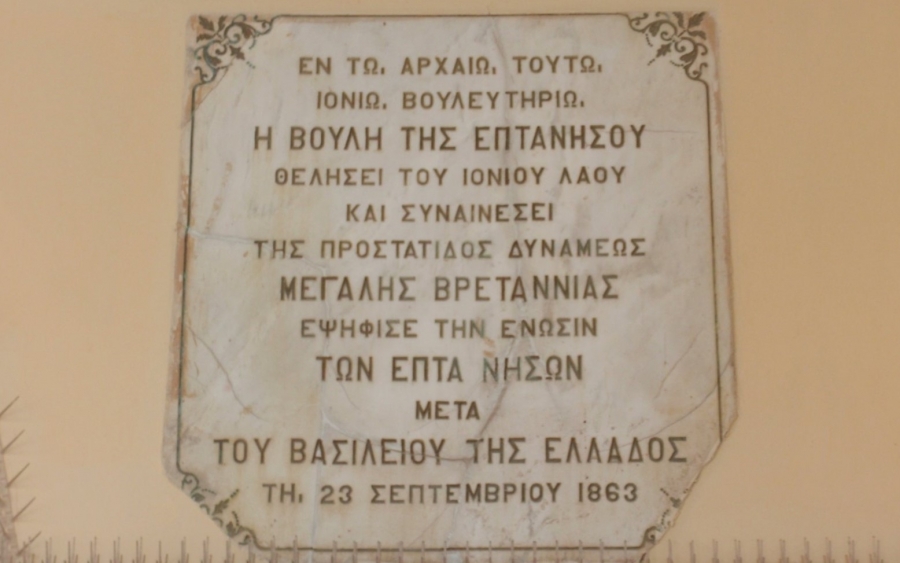 ΕΝ ΤΩ, ΑΡΧΑΙΩ, ΤΟΥΤΩ,
ΙΟΝΙΩ, ΒΟΥΛΕΥΤΗΡΙΩ,
Η ΒΟΥΛΗ ΤΗΣ ΕΠΤΑΝΗΣΟΥ
ΘΕΛΗΣΕΙ ΤΟΥ ΙΟΝΙΟΥ ΛΑΟΥ
ΚΑΙ ΣΥΝΑΙΝΕΣΕΙ
ΤΗΣ ΠΡΟΣΤΑΤΙΔΟΣ ΔΥΝΑΜΕΩΣ
ΜΕΓΑΛΗΣ ΒΡΕΤΑΝΝΙΑΣ
ΕΨΗΦΙΣΕ ΤΗΝ ΕΝΩΣΙΝ
ΤΩΝ ΕΠΤΑ ΝΗΣΩΝ
ΜΕΤΑ
ΤΟΥ ΒΑΣΙΛΕΙΟΥ ΤΗΣ ΕΛΛΑΔΟΣ
ΤΗ, 23 ΣΕΠΤΕΜΒΡΙΟΥ 1863